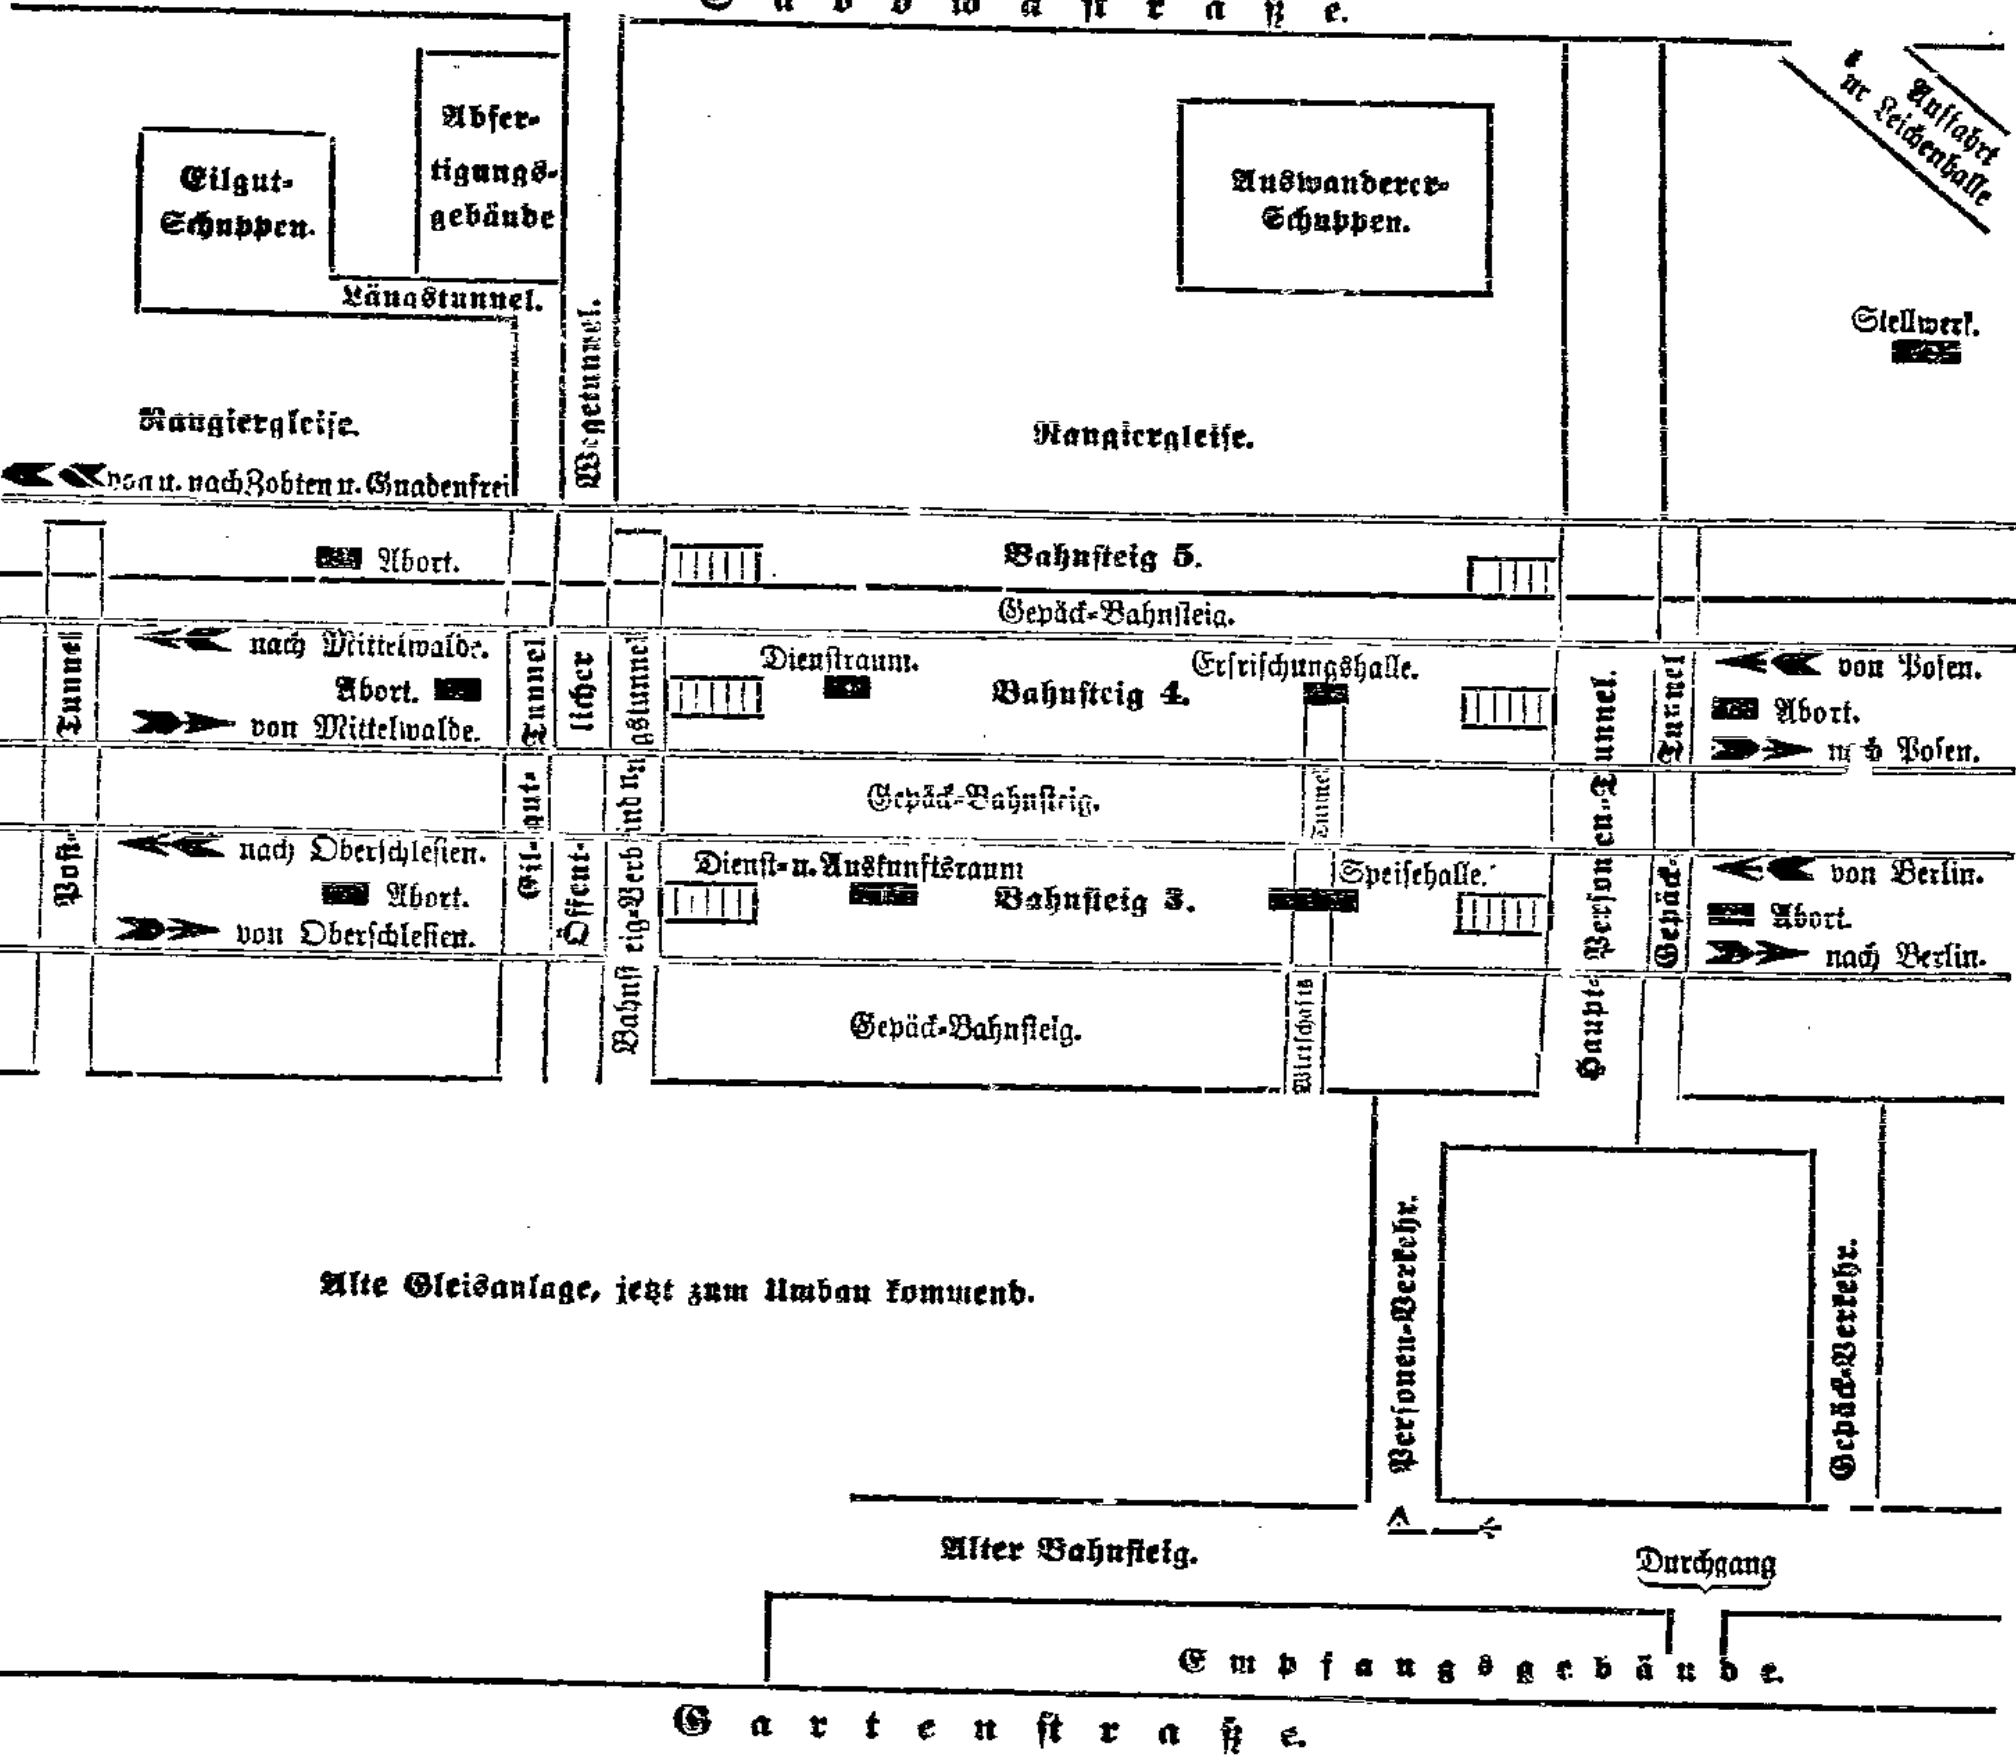 Abfer-
tigungs-
gebäude
Eilgut-
Schuppen.
Längstunnel.
Wegetunnel.
Auswanderer-
Schuppen.
Auffahrt
zur Leichenhalle
Stellwerk.
Rangiergleise.
Rangiergleise.
von u. nach Zobten u. Gnadenfrei
Abort.
Bahnsteig 5.
Gepäck-Bahnsteig.
nach Mittelwalde.
Abort.
von Mittelwalde.
Dienstraum.
Bahnsteig 4.
Erfrischungshalle.
von Posen.
Abort.
nach Posen.
Gepäck-Bahnsteig.
nach Oberschlesien.
Abort.
von Oberschlesien.
Dienst- u. Auskunftsraum
Bahnsteig 3.
Speisehalle.
von Berlin.
Abort.
nach Berlin.
Gepäck-Bahnsteig.
Post-Tunnel
Eil-gut-Tunnel
Öffent-licher
Bahnsteig-Verbindungstunnel
Wirtschafts Tunnel
Haupt-Personen-Tunnel.
Gepäck-Tunnel
Alte Gleisanlage, jetzt zum Umbau kommend.
Personen-Verkehr.
Gepäck-Verkehr.
Alter Bahnsteig.
Durchgang
Empfangsgebäude.
Gartenstraße.